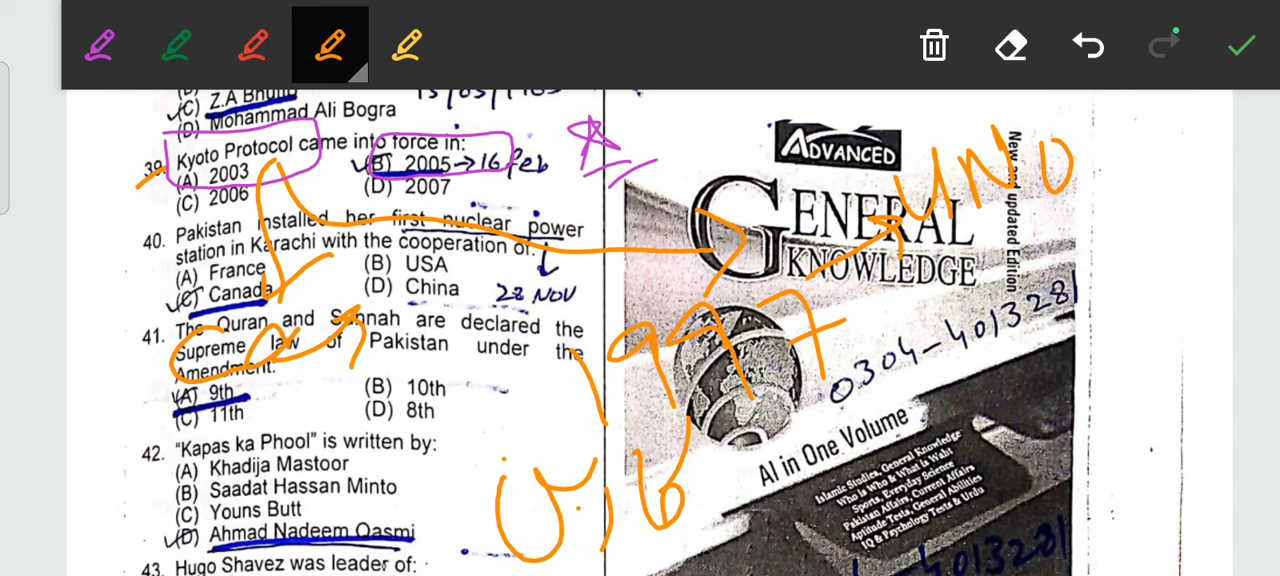 (C) Z.A Bhutto
(D) Mohammad Ali Bogra
39. Kyoto Protocol came into force in:
(A) 2003 (B) 2005 → 16 feb
(C) 2006 (D) 2007
40. Pakistan installed her first nuclear power
station in Karachi with the cooperation of:
(A) France (B) USA
(C) Canada (D) China 28 NOV
41. The Quran and Sunnah are declared the
Supreme law of Pakistan under the
Amendment.
(A) 9th (B) 10th
(C) 11th (D) 8th
42. "Kapas ka Phool" is written by:
(A) Khadija Mastoor
(B) Saadat Hassan Minto
(C) Youns Butt
(D) Ahmad Nadeem Qasmi
43. Hugo Shavez was leader of:
1997
UNO
ADVANCED
GENERAL
KNOWLEDGE
New and updated Edition
0304-4013281
Al in One Volume
Islamic Studies, General Knowledge
Who is Who & What is Waht
Sports, Everyday Science
Pakistan Affairs, Current Affairs
Aptitude Tests, General Abilities
IQ & Psychology Tests & Urdu
-4013281